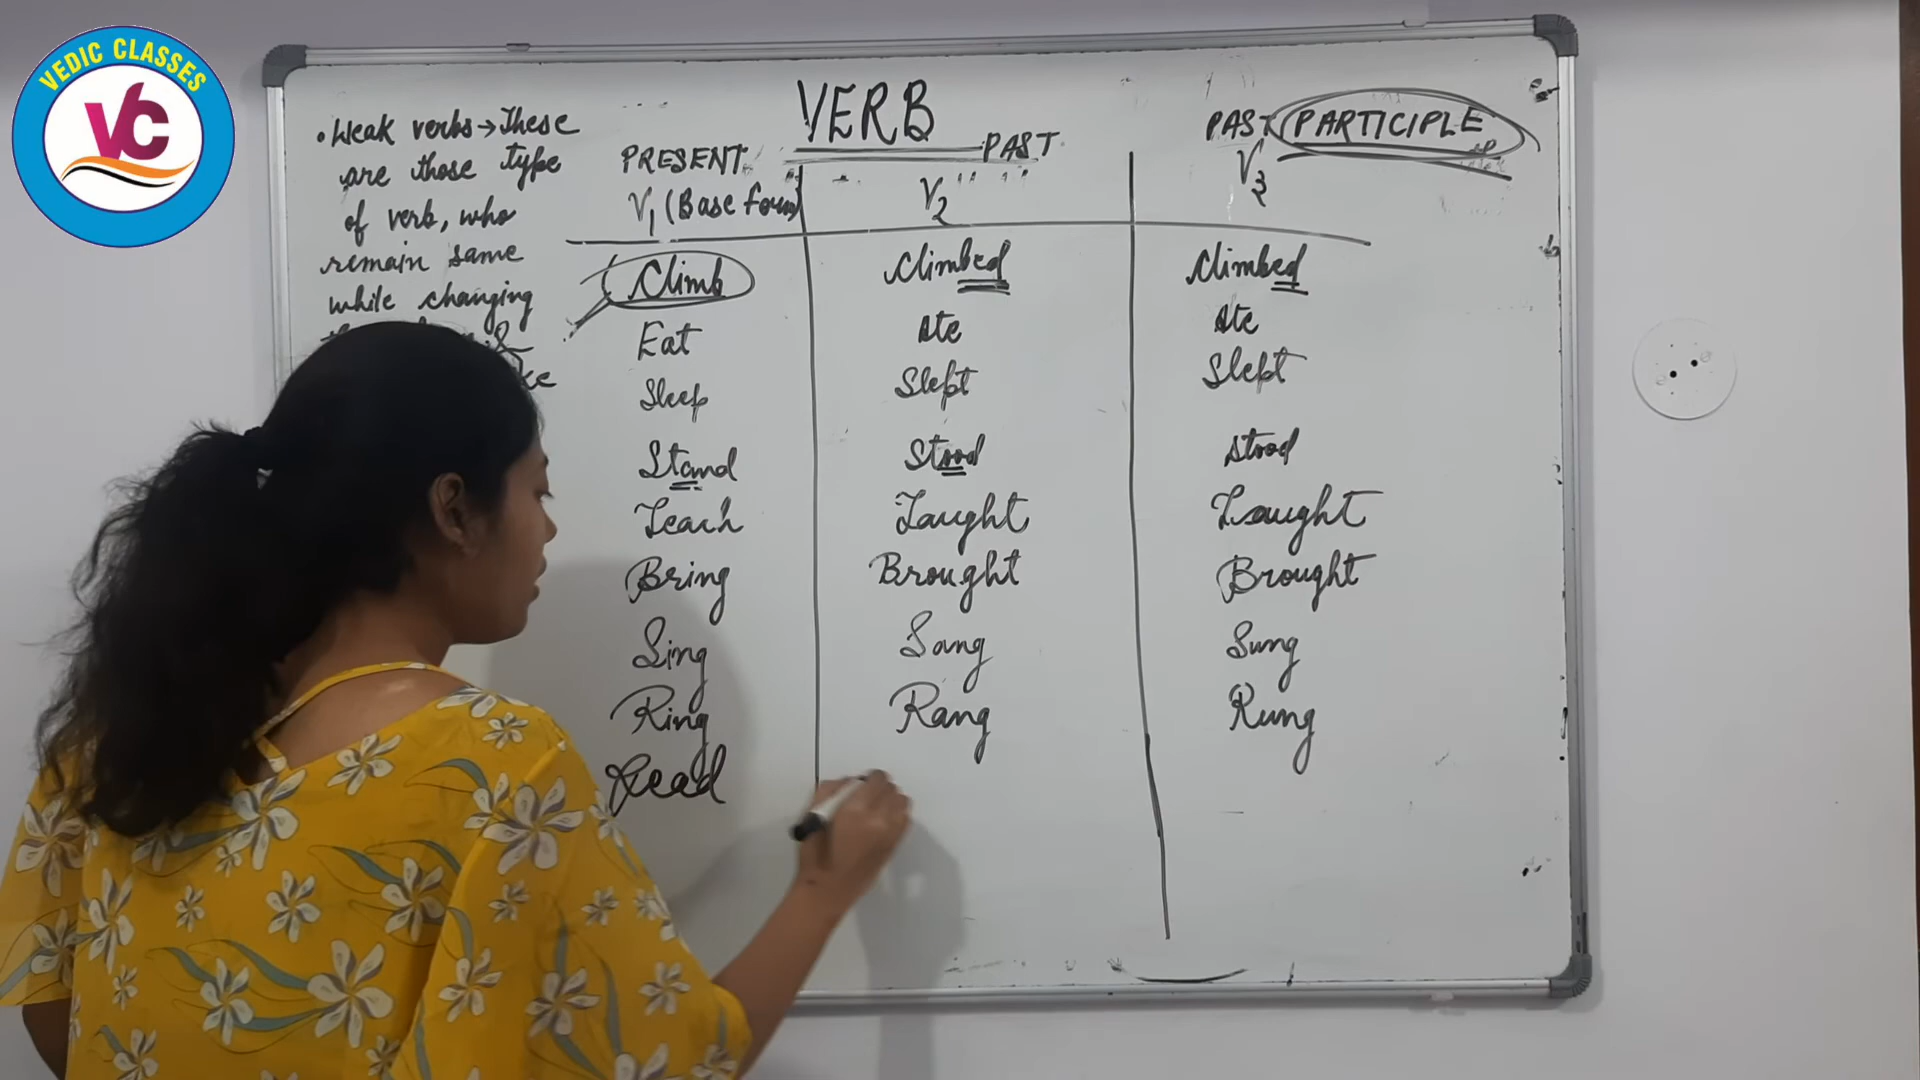 VEDIC CLASSES
VC
VERB
• Weak verbs → These
are those type
of verb, who
remain same
while changing
PRESENT PAST PAST PARTICIPLE
V1 (Base form) V2 V3
Climb Climbed Climbed
Eat Ate Ate
Sleep Slept Slept
Stand Stood Stood
Teach Taught Taught
Bring Brought Brought
Sing Sang Sung
Ring Rang Rung
Read